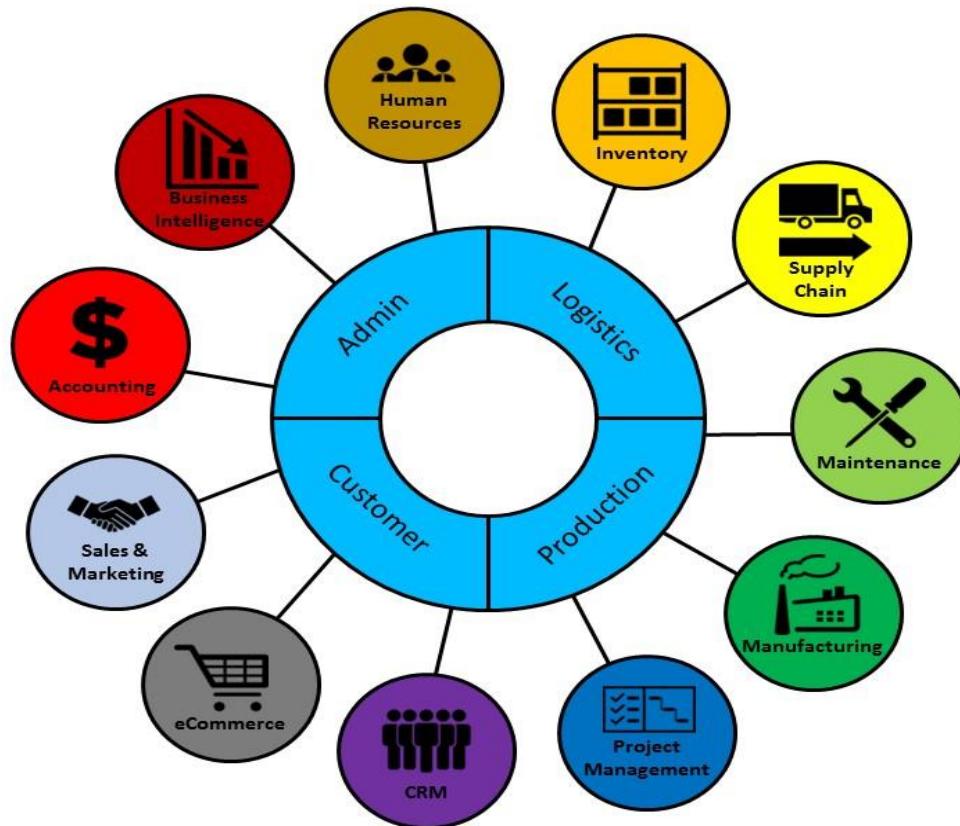 Human
Resources
Inventory
Business
Intelligence
Supply
Chain
Admin
Logistics
$
Accounting
Maintenance
Customer
Production
Sales &
Marketing
Manufacturing
eCommerce
Project
Management
CRM